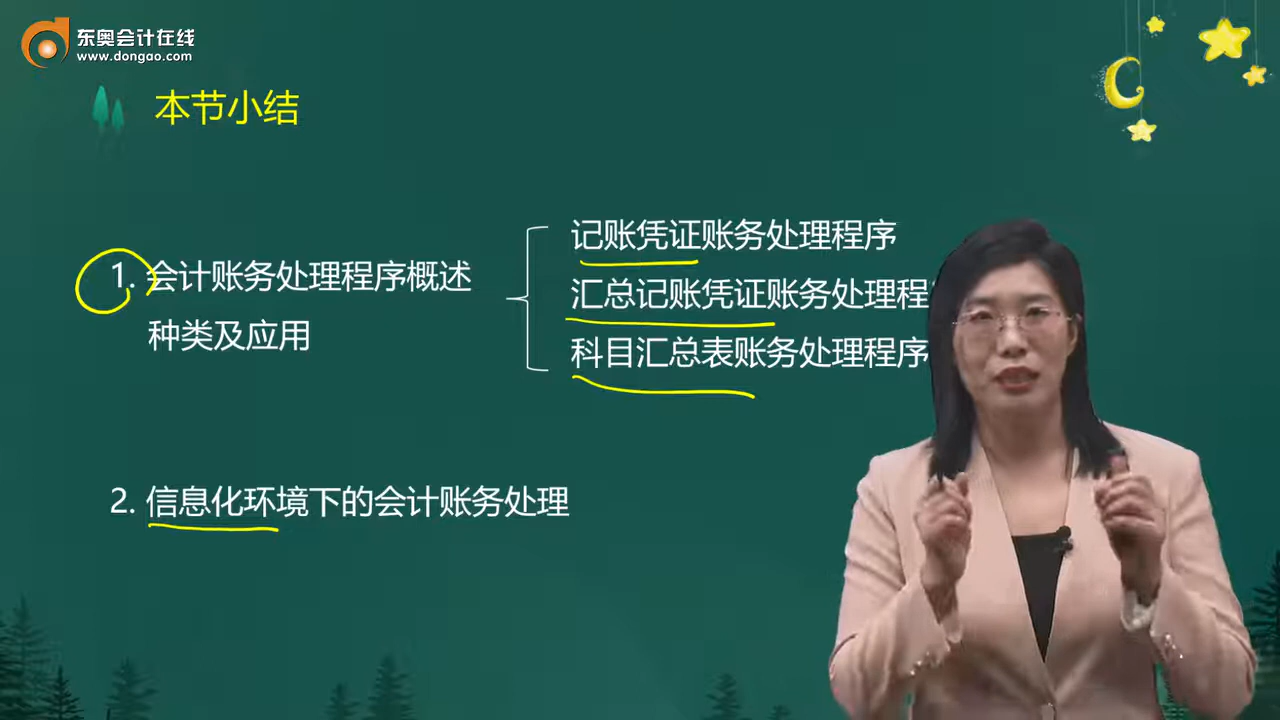 东奥会计在线
www.dongao.com
本节小结
1. 会计账务处理程序概述
种类及应用
记账凭证账务处理程序
汇总记账凭证账务处理程
科目汇总表账务处理程序
2. 信息化环境下的会计账务处理